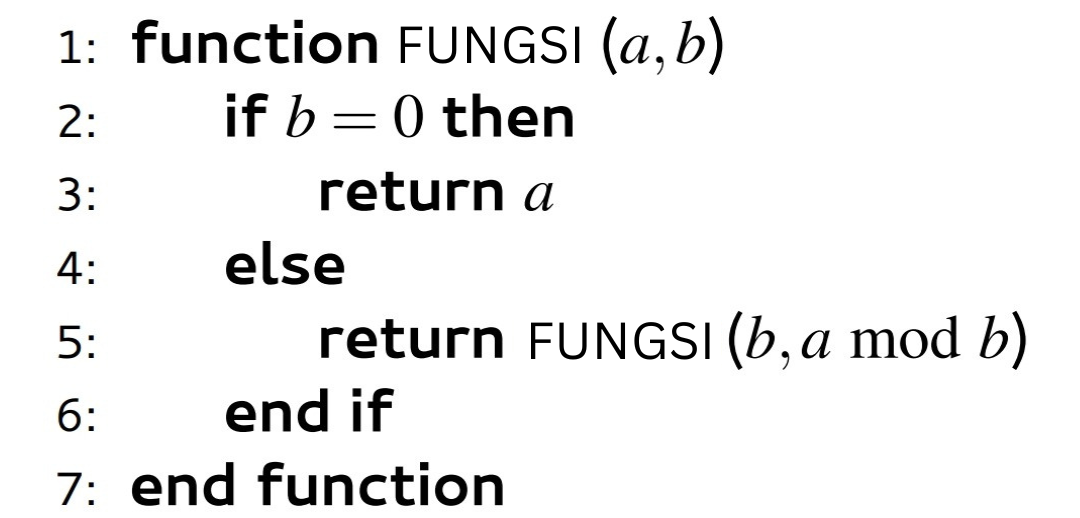 1: function FUNGSI (a, b)
2: if b = 0 then
3: return a
4: else
5: return FUNGSI (b, a mod b)
6: end if
7: end function